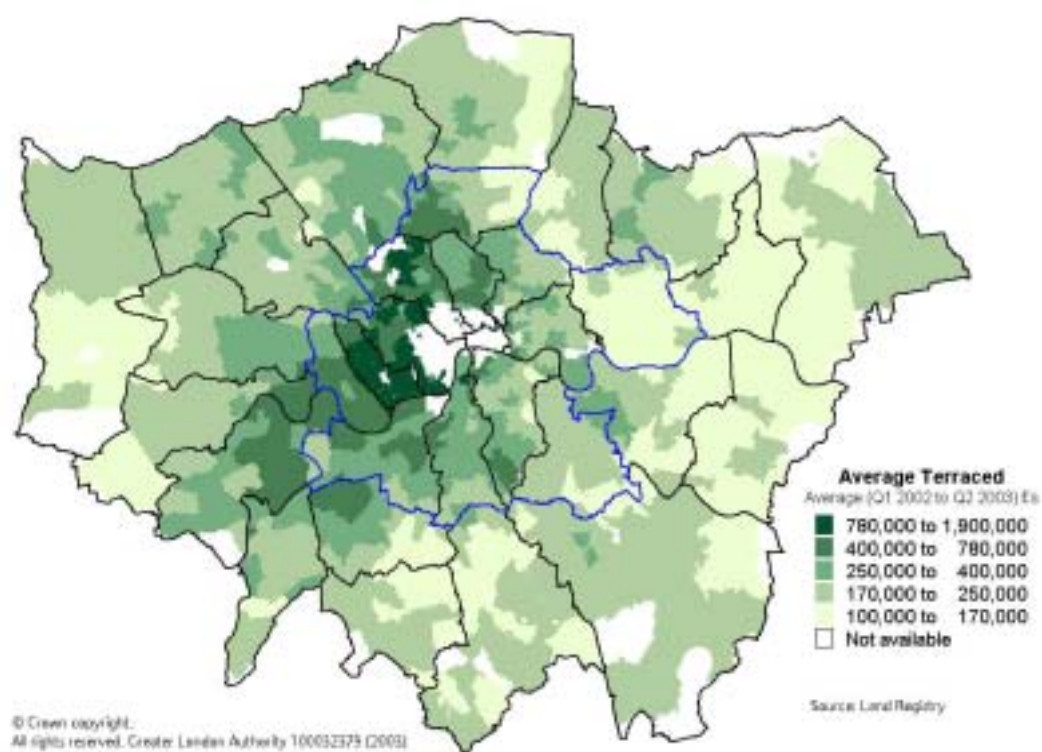 Average Terraced
Average (Q1 2002 to Q2 2003) £s
780,000 to 1,900,000
400,000 to 780,000
250,000 to 400,000
170,000 to 250,000
100,000 to 170,000
Not available
Source: Land Registry
© Crown copyright.
All rights reserved. Greater London Authority 100032379 (2003)